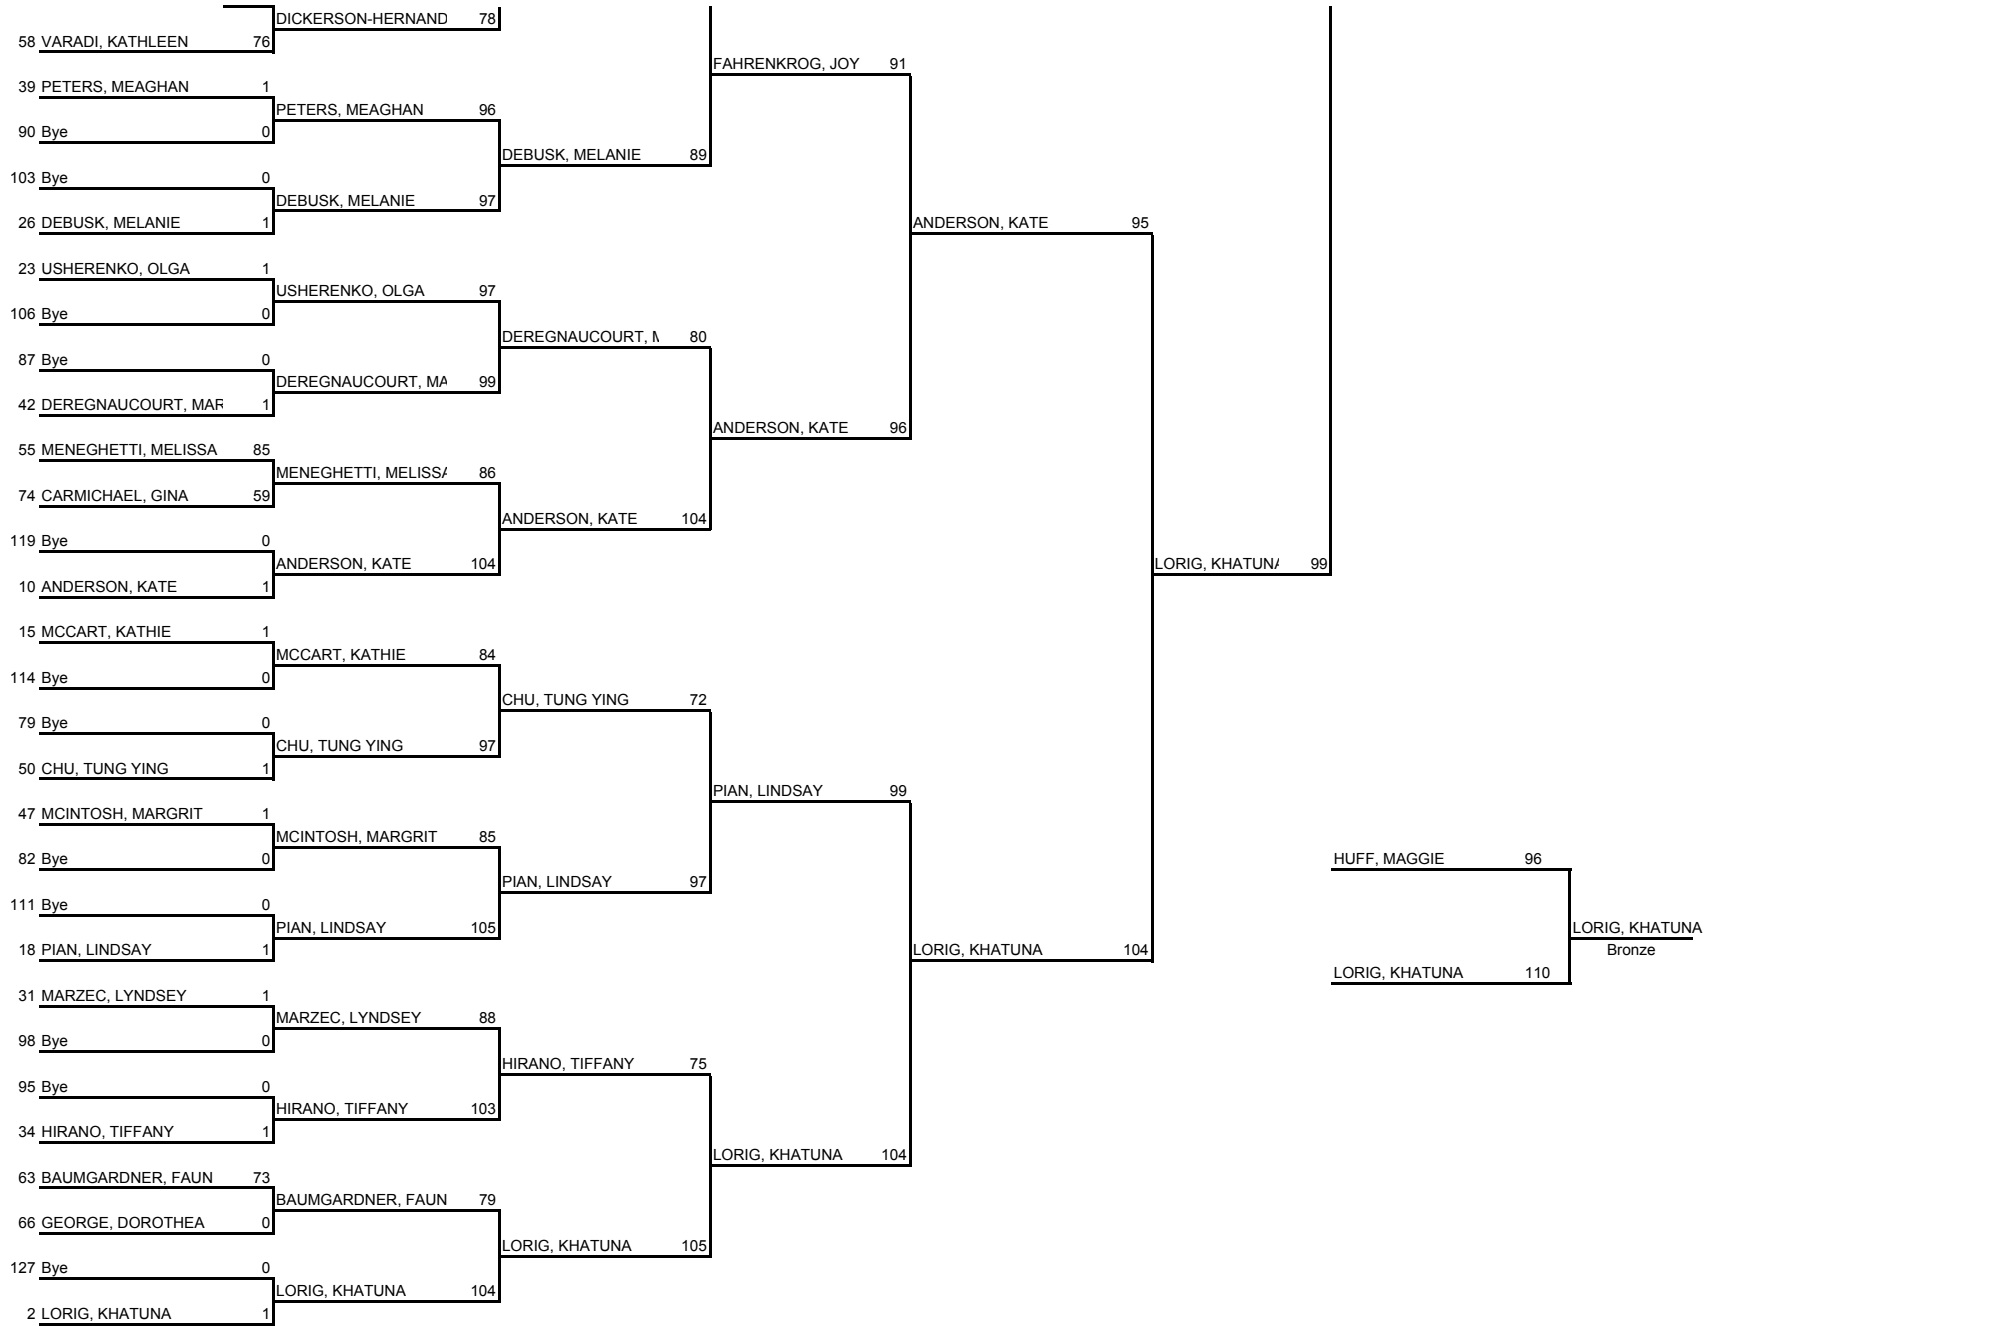 DICKERSON-HERNAND 78
58 VARADI, KATHLEEN 76
FAHRENKROG, JOY 91
39 PETERS, MEAGHAN 1
PETERS, MEAGHAN 96
90 Bye 0
DEBUSK, MELANIE 89
103 Bye 0
DEBUSK, MELANIE 97
26 DEBUSK, MELANIE 1
ANDERSON, KATE 95
23 USHERENKO, OLGA 1
USHERENKO, OLGA 97
106 Bye 0
DEREGNAUCOURT, M 80
87 Bye 0
DEREGNAUCOURT, MA 99
42 DEREGNAUCOURT, MAR 1
ANDERSON, KATE 96
55 MENEGHETTI, MELISSA 85
MENEGHETTI, MELISSA 86
74 CARMICHAEL, GINA 59
ANDERSON, KATE 104
119 Bye 0
ANDERSON, KATE 104
LORIG, KHATUNA 99
10 ANDERSON, KATE 1
15 MCCART, KATHIE 1
MCCART, KATHIE 84
114 Bye 0
CHU, TUNG YING 72
79 Bye 0
CHU, TUNG YING 97
50 CHU, TUNG YING 1
PIAN, LINDSAY 99
47 MCINTOSH, MARGRIT 1
MCINTOSH, MARGRIT 85
82 Bye 0
HUFF, MAGGIE 96
PIAN, LINDSAY 97
111 Bye 0
PIAN, LINDSAY 105
LORIG, KHATUNA
18 PIAN, LINDSAY 1
LORIG, KHATUNA 104
Bronze
LORIG, KHATUNA 110
31 MARZEC, LYNDSEY 1
MARZEC, LYNDSEY 88
98 Bye 0
HIRANO, TIFFANY 75
95 Bye 0
HIRANO, TIFFANY 103
34 HIRANO, TIFFANY 1
LORIG, KHATUNA 104
63 BAUMGARDNER, FAUN 73
BAUMGARDNER, FAUN 79
66 GEORGE, DOROTHEA 0
LORIG, KHATUNA 105
127 Bye 0
LORIG, KHATUNA 104
2 LORIG, KHATUNA 1